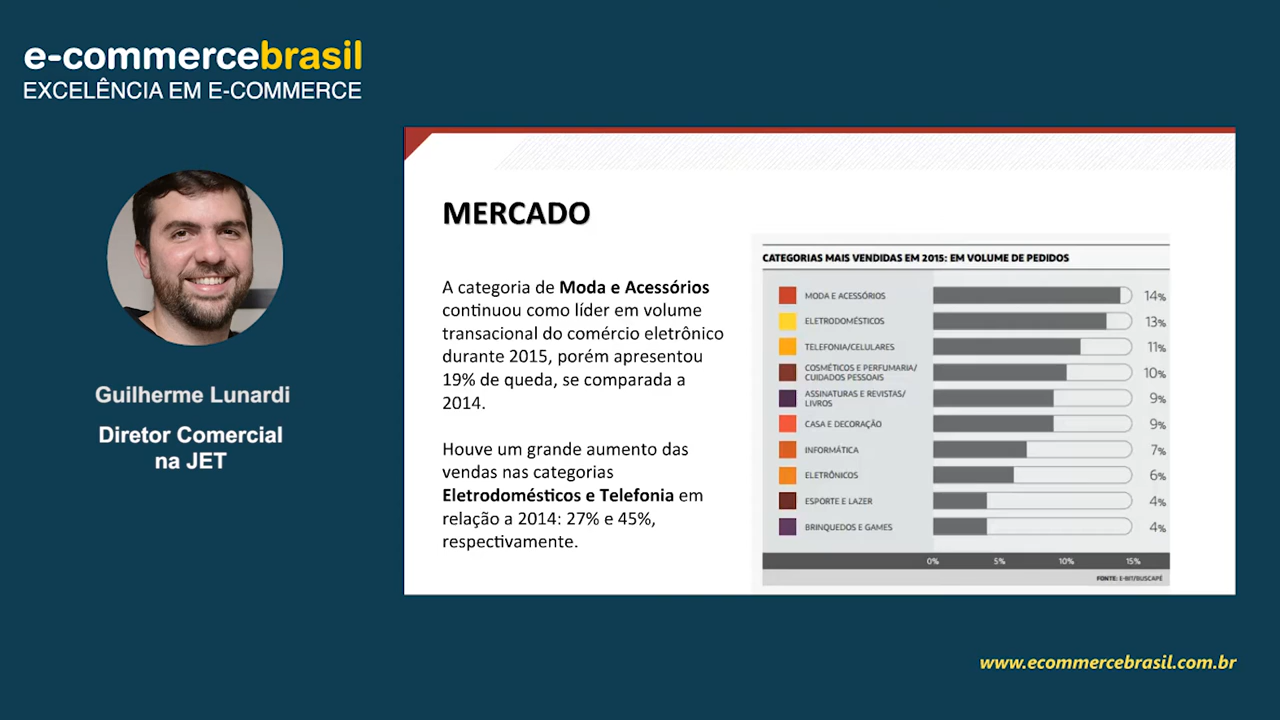 e-commercebrasil
EXCELÊNCIA EM E-COMMERCE
Guilherme Lunardi
Diretor Comercial
na JET
MERCADO
A categoria de Moda e Acessórios
continuou como líder em volume
transacional do comércio eletrônico
durante 2015, porém apresentou
19% de queda, se comparada a
2014.
Houve um grande aumento das
vendas nas categorias
Eletrodomésticos e Telefonia em
relação a 2014: 27% e 45%,
respectivamente.
CATEGORIAS MAIS VENDIDAS EM 2015: EM VOLUME DE PEDIDOS
MODA E ACESSÓRIOS 14%
ELETRODOMÉSTICOS 13%
TELEFONIA/CELULARES 11%
COSMÉTICOS E PERFUMARIA/
CUIDADOS PESSOAIS 10%
ASSINATURAS E REVISTAS/
LIVROS 9%
CASA E DECORAÇÃO 9%
INFORMÁTICA 7%
ELETRÔNICOS 6%
ESPORTE E LAZER 4%
BRINQUEDOS E GAMES 4%
0% 5% 10% 15%
FONTE: E-BIT/BUSCAPÉ
www.ecommercebrasil.com.br